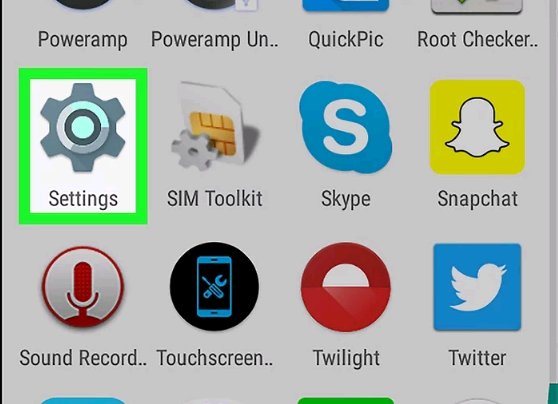 Poweramp
Poweramp Un..
QuickPic
Root Checker..
Settings
SIM Toolkit
Skype
Snapchat
Sound Record..
Touchscreen..
Twilight
Twitter